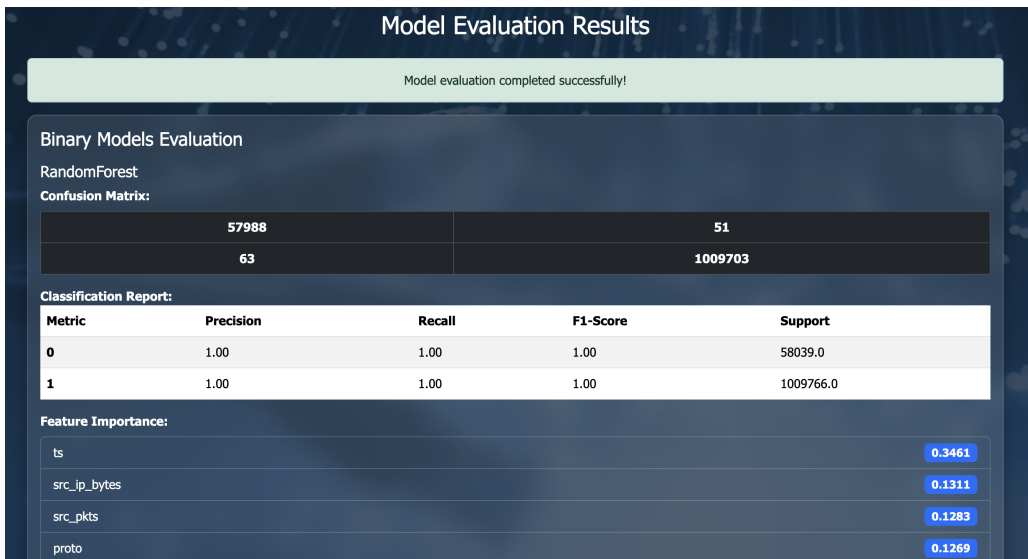 Model Evaluation Results
Model evaluation completed successfully!
Binary Models Evaluation
RandomForest
Confusion Matrix:
57988 51
63 1009703
Classification Report:
Metric Precision Recall F1-Score Support
0 1.00 1.00 1.00 58039.0
1 1.00 1.00 1.00 1009766.0
Feature Importance:
ts 0.3461
src_ip_bytes 0.1311
src_pkts 0.1283
proto 0.1269